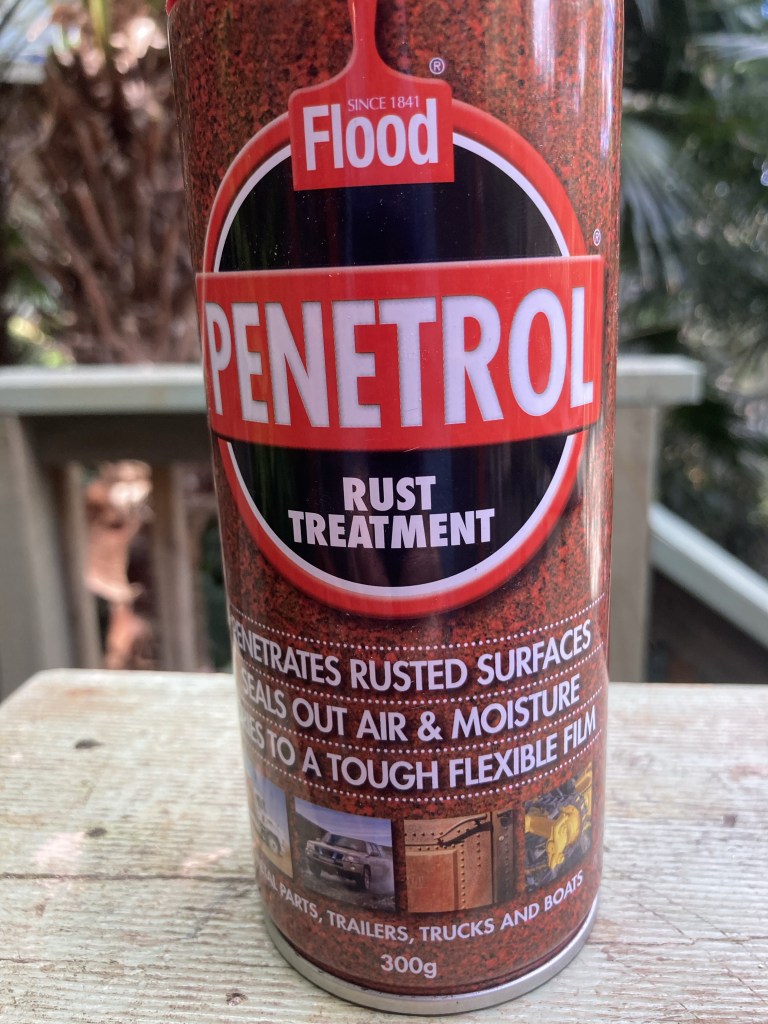 SINCE 1841
Flood
®
®
PENETROL
RUST
TREATMENT
PENETRATES RUSTED SURFACES
SEALS OUT AIR & MOISTURE
TO A TOUGH FLEXIBLE FILM
PARTS, TRAILERS, TRUCKS AND BOATS
300g